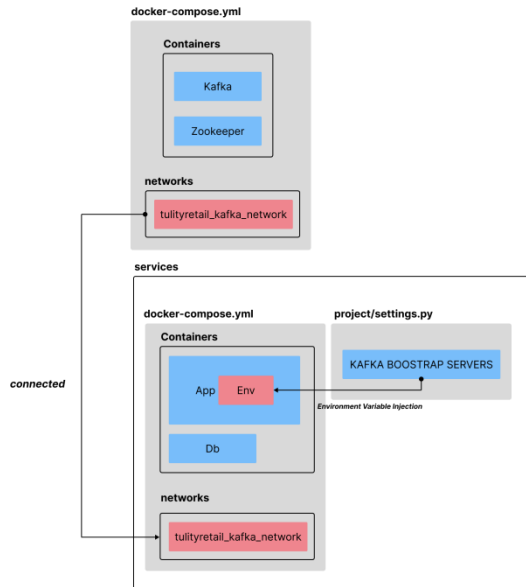 docker-compose.yml
Containers
Kafka
Zookeeper
networks
tulityretail_kafka_network
services
docker-compose.yml
project/settings.py
Containers
KAFKA BOOSTRAP SERVERS
App
Env
connected
Environment Variable Injection
Db
networks
tulityretail_kafka_network